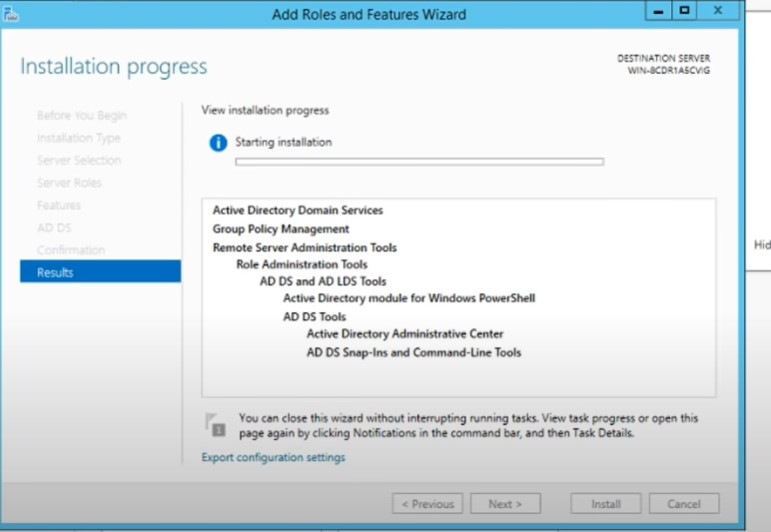 Add Roles and Features Wizard
Installation progress
DESTINATION SERVER
WIN-8CDR1A5CVIG
Before You Begin
Installation Type
Server Selection
Server Roles
Features
AD DS
Confirmation
Results
View installation progress
Starting installation
Active Directory Domain Services
Group Policy Management
Remote Server Administration Tools
Role Administration Tools
AD DS and AD LDS Tools
Active Directory module for Windows PowerShell
AD DS Tools
Active Directory Administrative Center
AD DS Snap-Ins and Command-Line Tools
1
You can close this wizard without interrupting running tasks. View task progress or open this
page again by clicking Notifications in the command bar, and then Task Details.
Export configuration settings
< Previous
Next >
Install
Cancel
Hid